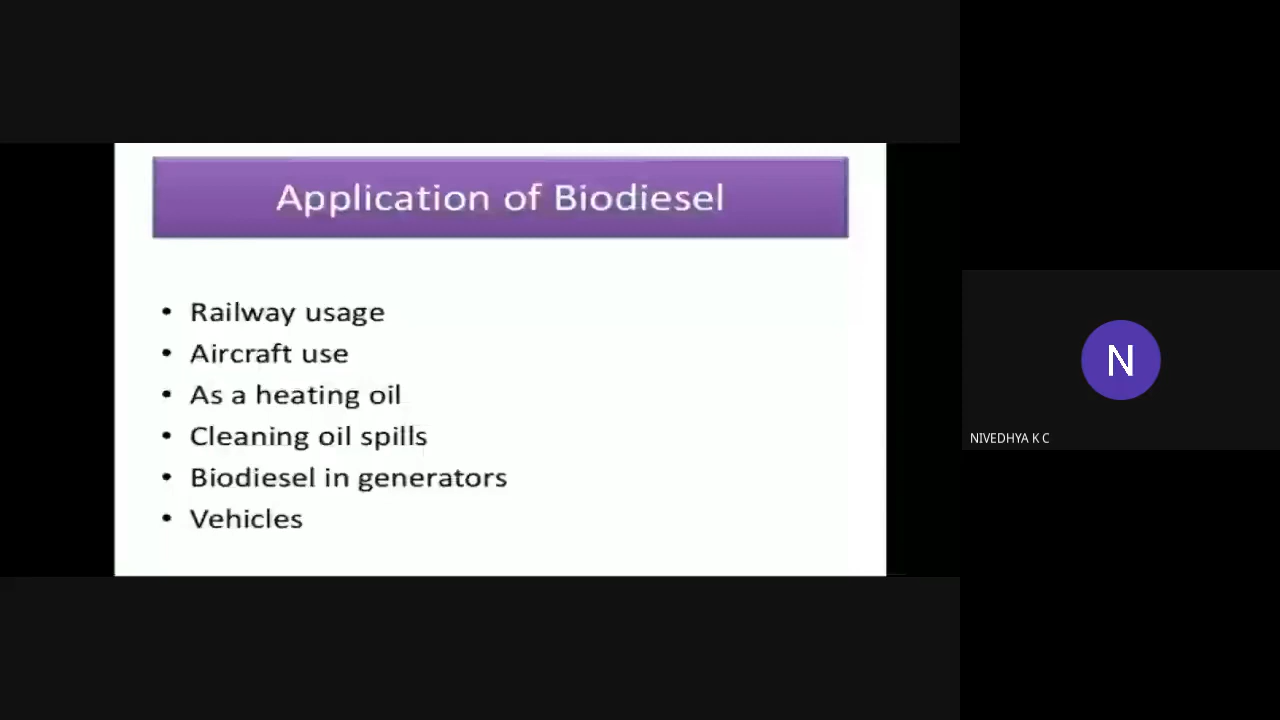 Application of Biodiesel
• Railway usage
• Aircraft use
• As a heating oil
• Cleaning oil spills
• Biodiesel in generators
• Vehicles
N
NIVEDHYA K C